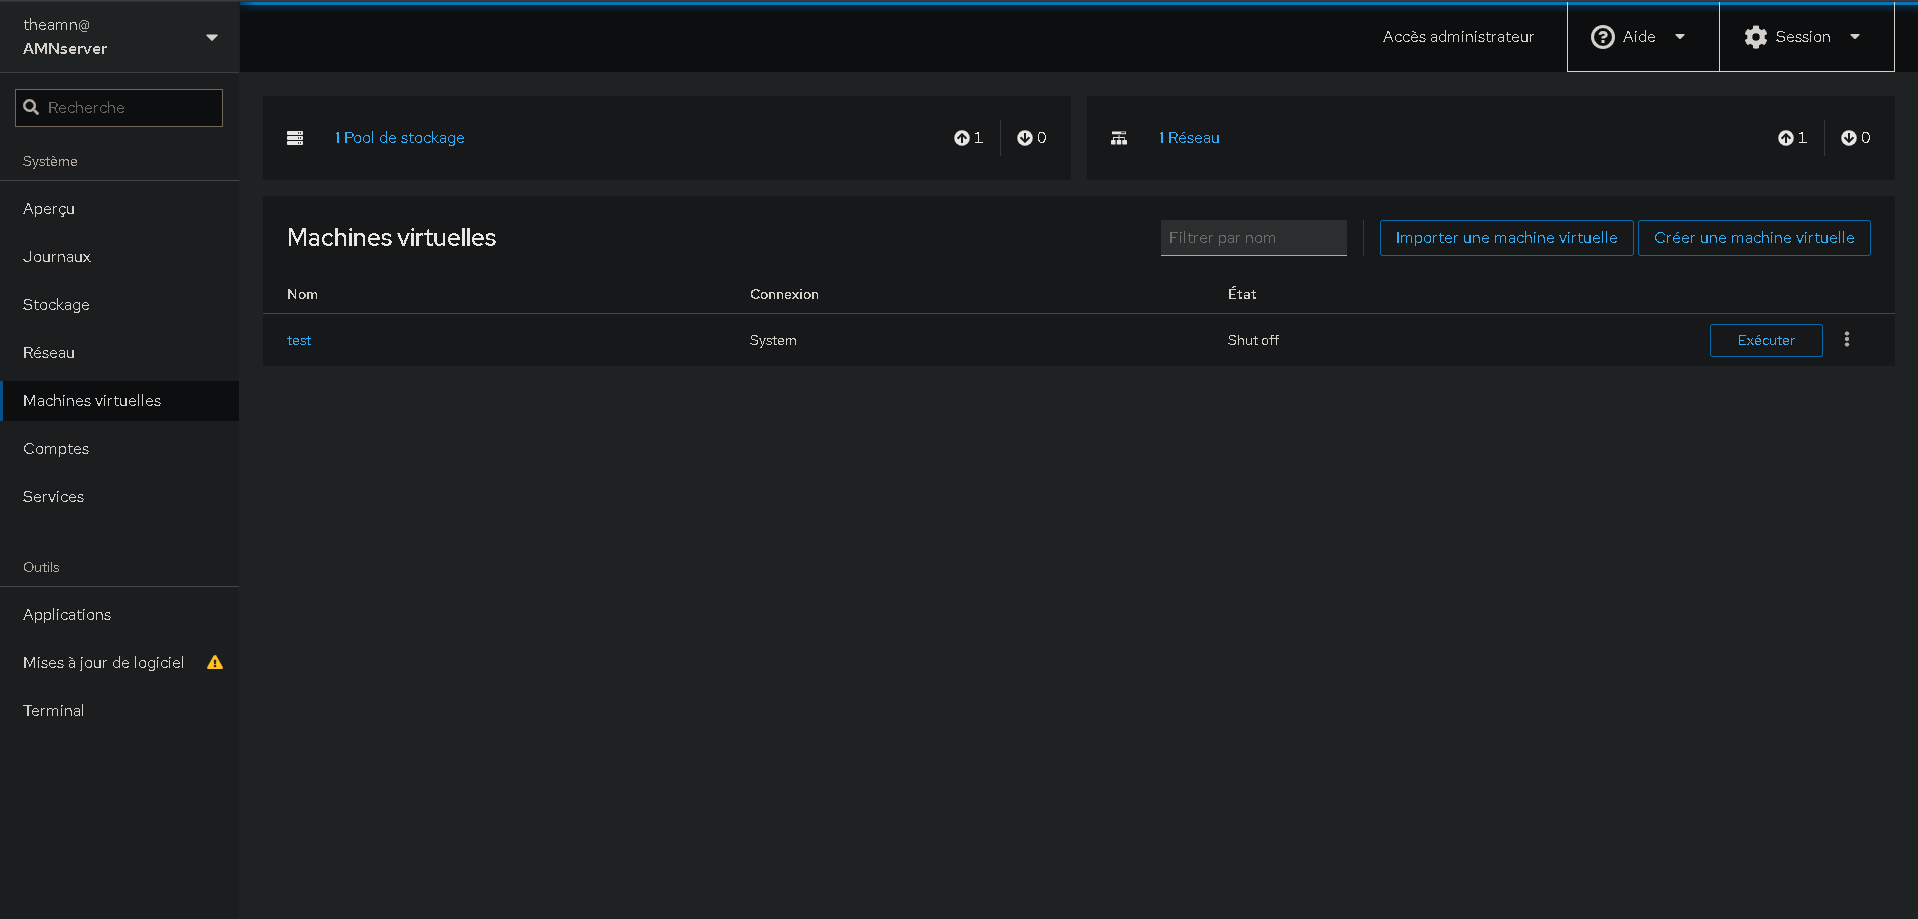 theamn@
AMNserver
Accès administrateur
Aide
Session
Recherche
Système
Aperçu
Journaux
Stockage
Réseau
Machines virtuelles
Comptes
Services
Outils
Applications
Mises à jour de logiciel
Terminal
1 Pool de stockage
1
0
1 Réseau
1
0
Machines virtuelles
Filtrer par nom
Importer une machine virtuelle
Créer une machine virtuelle
Nom Connexion État
test System Shut off Exécuter